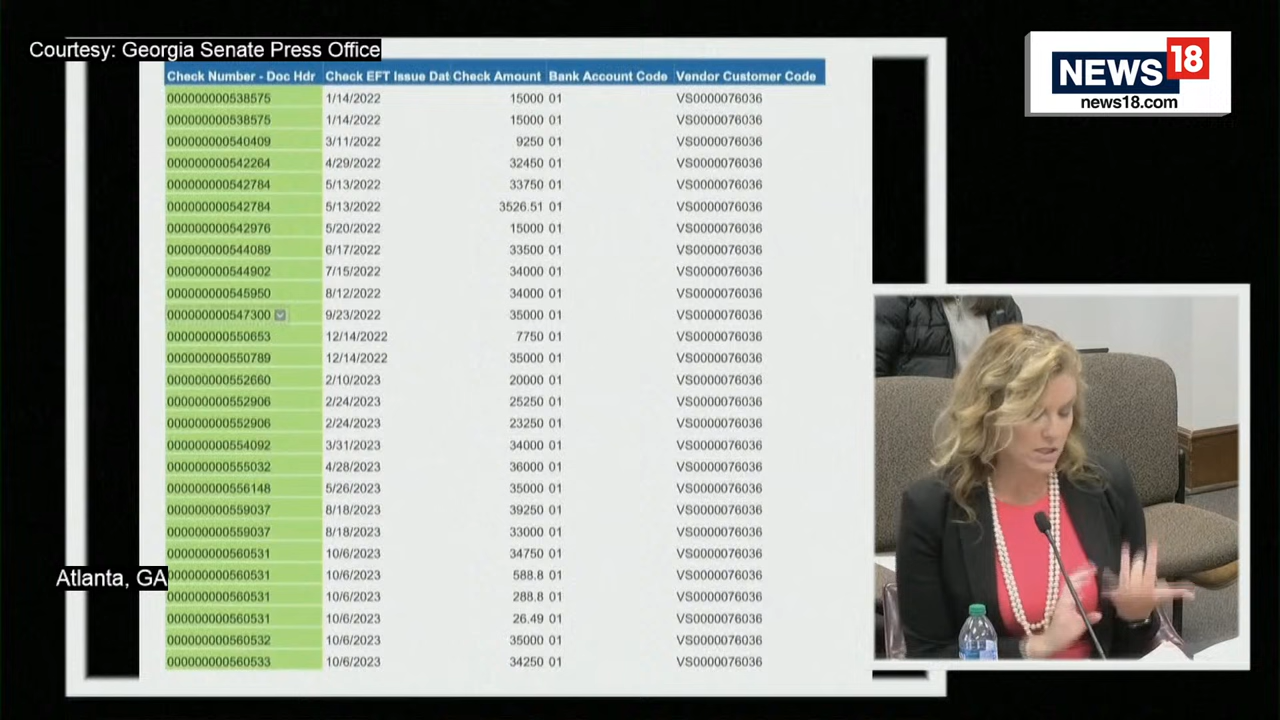 Courtesy: Georgia Senate Press Office
NEWS 18
news18.com
Check Number - Doc Hdr Check EFT Issue Dat Check Amount Bank Account Code Vendor Customer Code
000000000538575 1/14/2022 15000 01 VS0000076036
000000000538575 1/14/2022 15000 01 VS0000076036
000000000540409 3/11/2022 9250 01 VS0000076036
000000000542264 4/29/2022 32450 01 VS0000076036
000000000542784 5/13/2022 33750 01 VS0000076036
000000000542784 5/13/2022 3526.51 01 VS0000076036
000000000542976 5/20/2022 15000 01 VS0000076036
000000000544089 6/17/2022 33500 01 VS0000076036
000000000544902 7/15/2022 34000 01 VS0000076036
000000000545950 8/12/2022 34000 01 VS0000076036
000000000547300 9/23/2022 35000 01 VS0000076036
000000000550653 12/14/2022 7750 01 VS0000076036
000000000550789 12/14/2022 35000 01 VS0000076036
000000000552660 2/10/2023 20000 01 VS0000076036
000000000552906 2/24/2023 25250 01 VS0000076036
000000000552906 2/24/2023 23250 01 VS0000076036
000000000554092 3/31/2023 34000 01 VS0000076036
000000000555032 4/28/2023 36000 01 VS0000076036
000000000556148 5/26/2023 35000 01 VS0000076036
000000000559037 8/18/2023 39250 01 VS0000076036
000000000559037 8/18/2023 33000 01 VS0000076036
000000000560531 10/6/2023 34750 01 VS0000076036
Atlanta, GA
000000000560531 10/6/2023 588.8 01 VS0000076036
000000000560531 10/6/2023 288.8 01 VS0000076036
000000000560531 10/6/2023 26.49 01 VS0000076036
000000000560532 10/6/2023 35000 01 VS0000076036
000000000560533 10/6/2023 34250 01 VS0000076036